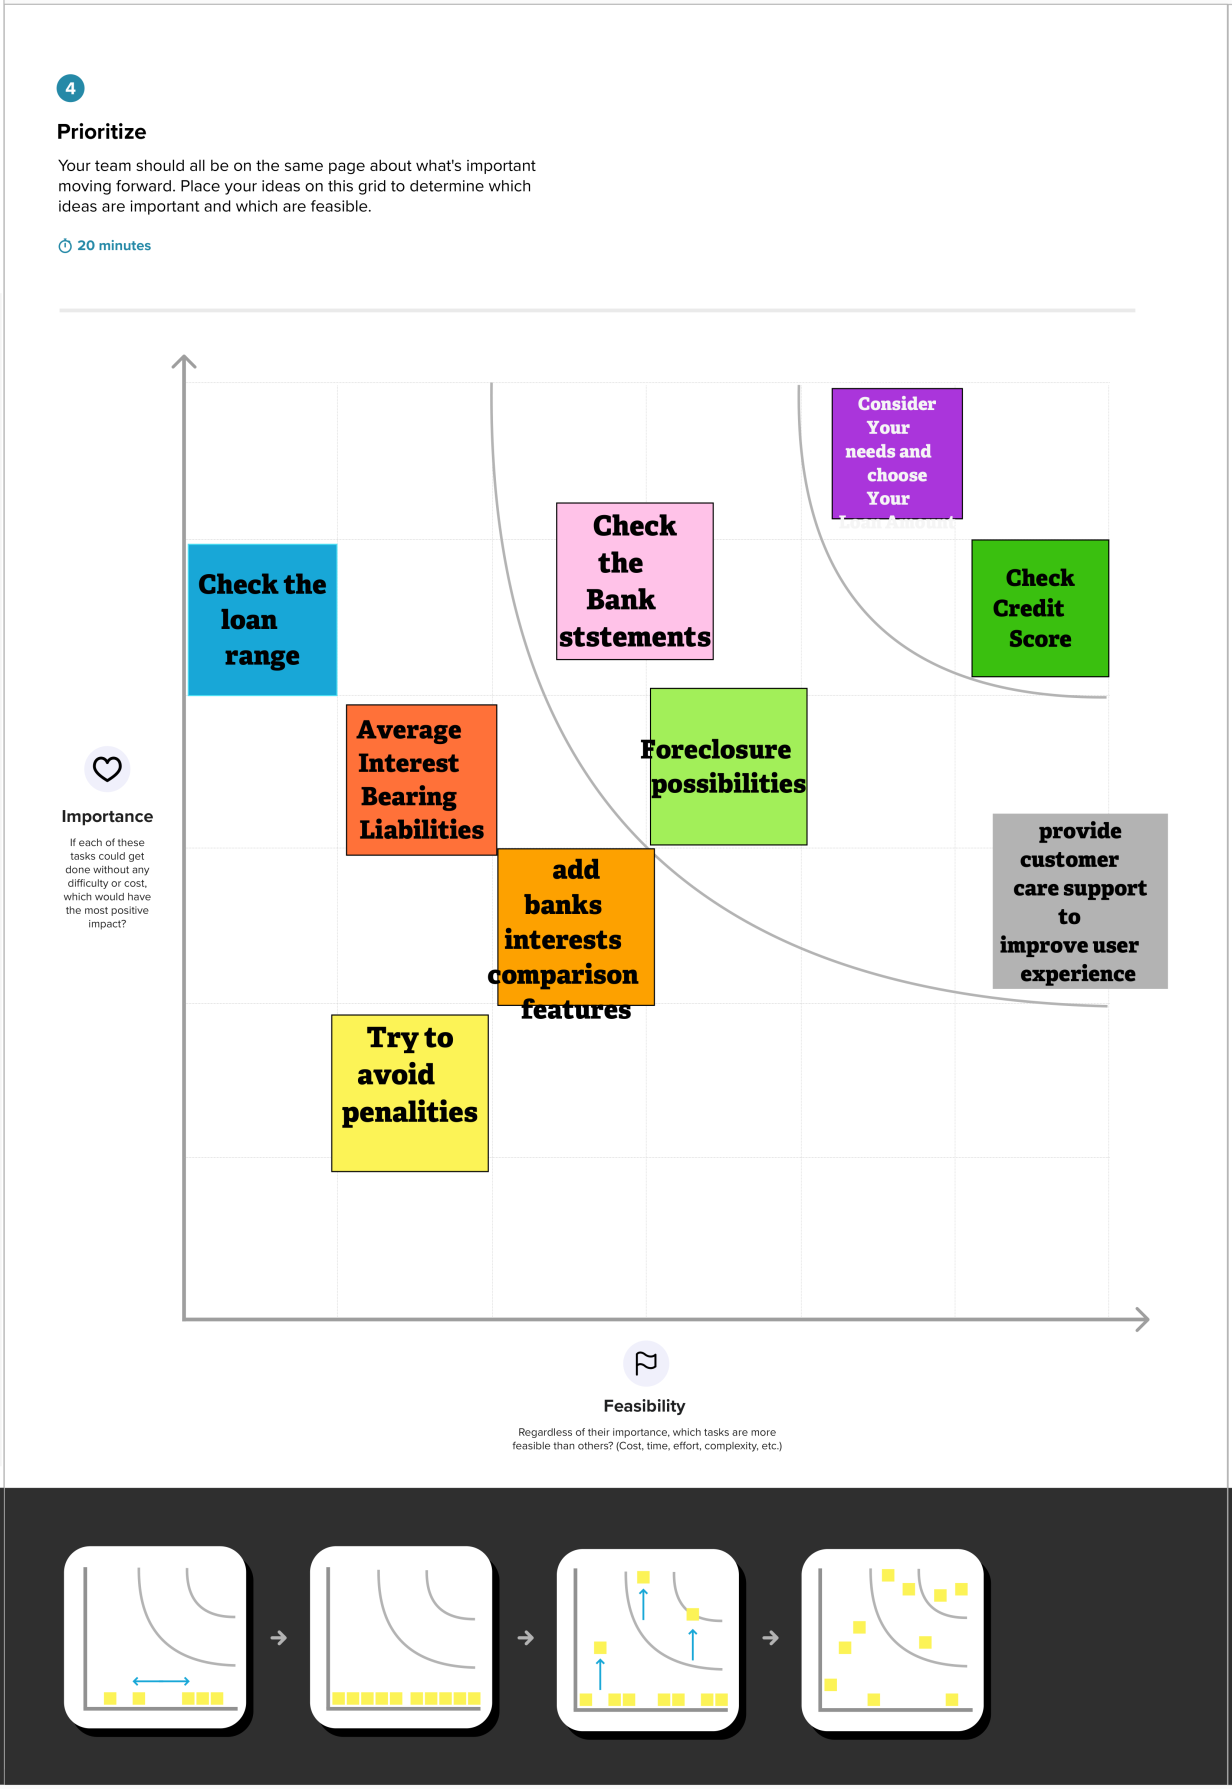 4
Prioritize
Your team should all be on the same page about what's important
moving forward. Place your ideas on this grid to determine which
ideas are important and which are feasible.
20 minutes
Consider
Your
needs and
choose
Your
Loan Amount
Check
the
Bank
ststements
Check the
loan
range
Check
Credit
Score
Average
Interest
Bearing
Liabilities
Foreclosure
possibilities
Importance
If each of these
tasks could get
done without any
difficulty or cost,
which would have
the most positive
impact?
provide
customer
care support
to
improve user
experience
add
banks
interests
comparison
features
Try to
avoid
penalities
Feasibility
Regardless of their importance, which tasks are more
feasible than others? (Cost, time, effort, complexity, etc.)